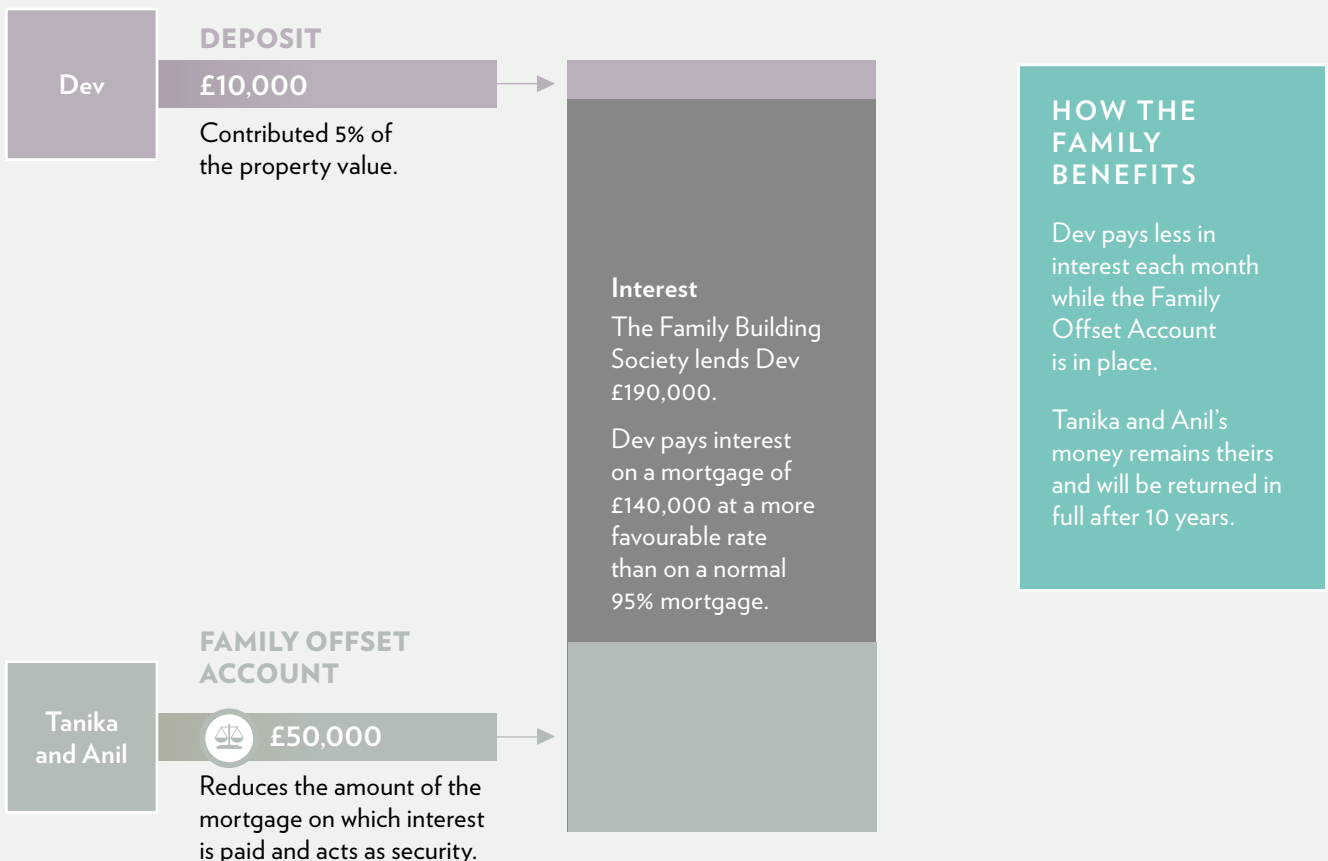 Dev
DEPOSIT
£10,000
Contributed 5% of
the property value.
Interest
The Family Building
Society lends Dev
£190,000.
Dev pays interest
on a mortgage of
£140,000 at a more
favourable rate
than on a normal
95% mortgage.
HOW THE
FAMILY
BENEFITS
Dev pays less in
interest each month
while the Family
Offset Account
is in place.
Tanika and Anil’s
money remains theirs
and will be returned in
full after 10 years.
Tanika
and Anil
FAMILY OFFSET
ACCOUNT
£50,000
Reduces the amount of the
mortgage on which interest
is paid and acts as security.